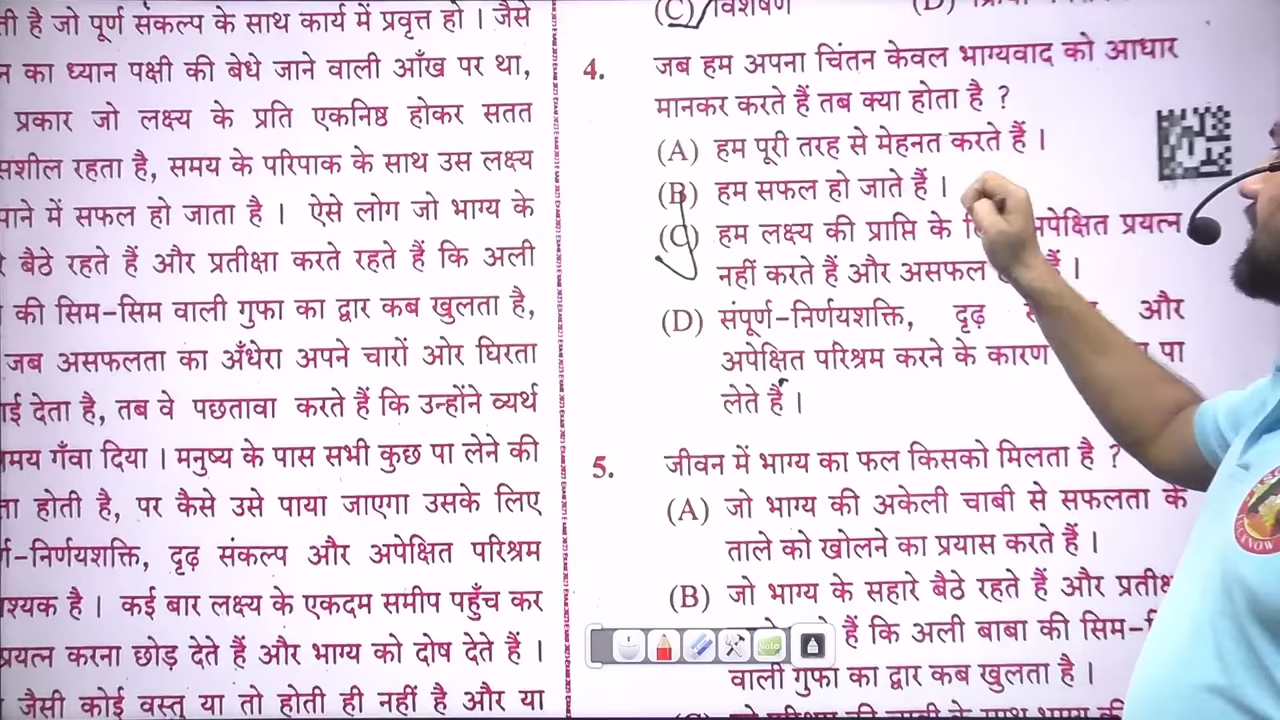 है जो पूर्ण संकल्प के साथ कार्य में प्रवृत्त हो । जैसे
का ध्यान पक्षी की बेधे जाने वाली आँख पर था,
प्रकार जो लक्ष्य के प्रति एकनिष्ठ होकर सतत
रहता है, समय के परिपाक के साथ उस लक्ष्य
पाने में सफल हो जाता है । ऐसे लोग जो भाग्य के
बैठे रहते हैं और प्रतीक्षा करते रहते हैं कि अली
की सिम-सिम वाली गुफा का द्वार कब खुलता है,
जब असफलता का अँधेरा अपने चारों ओर घिरता
देता है, तब वे पछतावा करते हैं कि उन्होंने व्यर्थ
गँवा दिया । मनुष्य के पास सभी कुछ पा लेने की
होती है, पर कैसे उसे पाया जाएगा उसके लिए
-निर्णयशक्ति, दृढ़ संकल्प और अपेक्षित परिश्रम
है । कई बार लक्ष्य के एकदम समीप पहुँच कर
प्रयत्न करना छोड़ देते हैं और भाग्य को दोष देते हैं ।
जैसी कोई वस्तु या तो होती ही नहीं है और या
(C) विशेषण
(D)
4. जब हम अपना चिंतन केवल भाग्यवाद को आधार
मानकर करते हैं तब क्या होता है ?
(A) हम पूरी तरह से मेहनत करते हैं ।
(B) हम सफल हो जाते हैं ।
(C) हम लक्ष्य की प्राप्ति के अपेक्षित प्रयत्न
नहीं करते हैं और असफल हैं ।
(D) संपूर्ण-निर्णयशक्ति, दृढ़ और
अपेक्षित परिश्रम करने के कारण पा
लेते हैं ।
5. जीवन में भाग्य का फल किसको मिलता है ?
(A) जो भाग्य की अकेली चाबी से सफलता के
ताले को खोलने का प्रयास करते हैं ।
(B) जो भाग्य के सहारे बैठे रहते हैं और
हैं कि अली बाबा की सिम-
वाली गुफा का द्वार कब खुलता है ।
Note